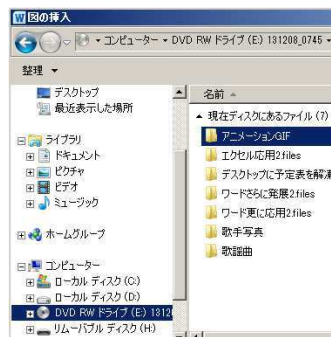 図の挿入
コンピューター ▸ DVD RW ドライブ (E:) 131208_0745
整理
デスクトップ
最近表示した場所
ライブラリ
ドキュメント
ピクチャ
ビデオ
ミュージック
ホームグループ
コンピューター
ローカル ディスク (C:)
ローカル ディスク (D:)
DVD RW ドライブ (E:) 1312
リムーバブル ディスク (H:)
名前
現在ディスクにあるファイル (7)
アニメーションGIF
エクセル応用2.files
デスクトップに予定表を
ワードさらに発展2.files
ワード更に応用2.files
歌手写真
歌謡曲